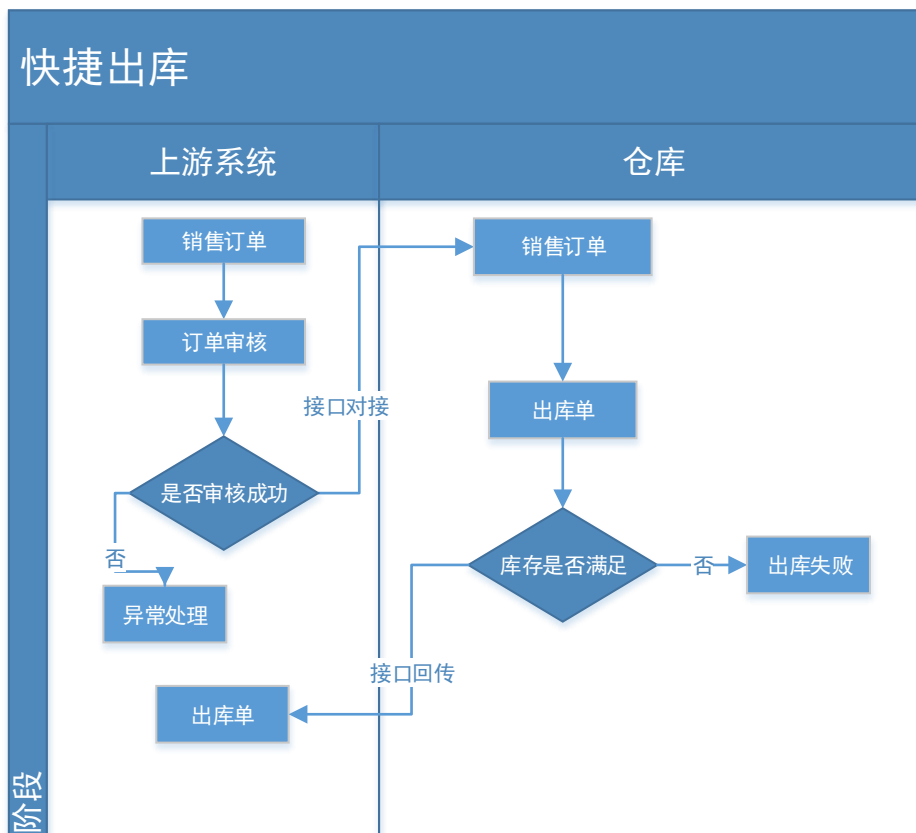 快捷出库
上游系统
仓库
销售订单
订单审核
是否审核成功
否
异常处理
出库单
接口对接
销售订单
出库单
库存是否满足
否
出库失败
接口回传
阶段